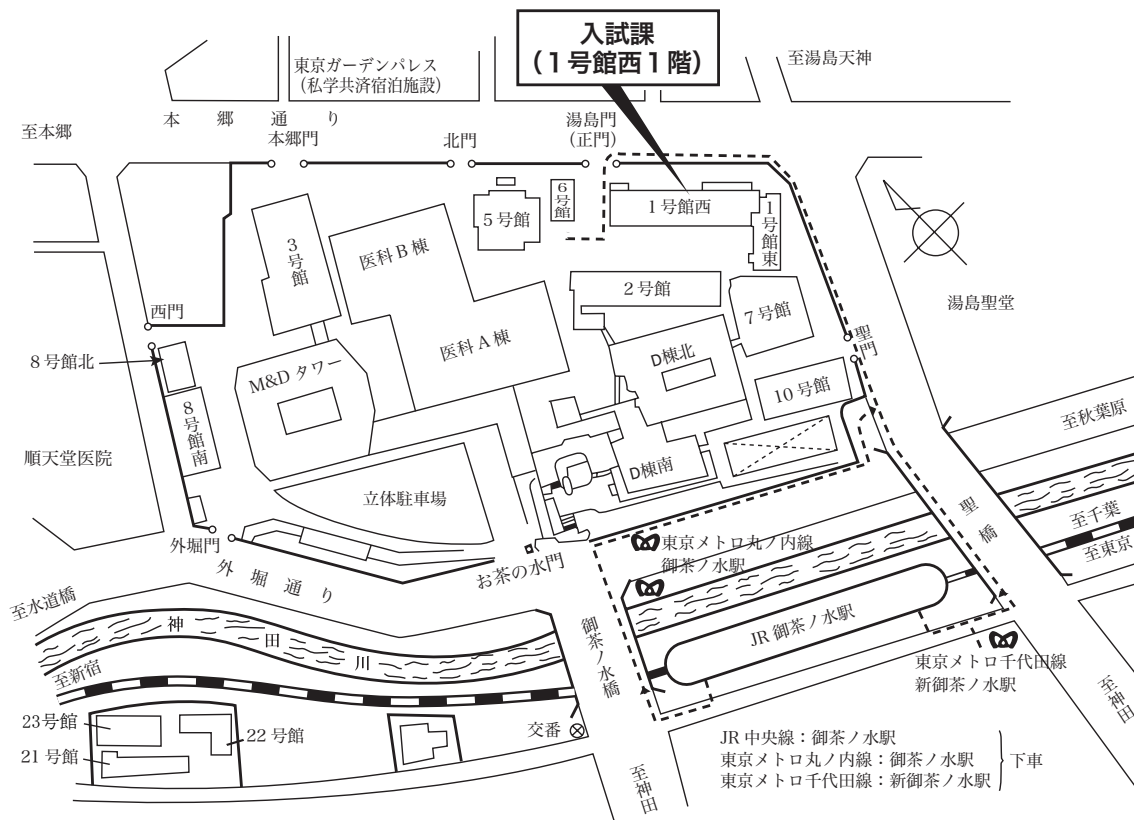 入試課
（1号館西1階）
至湯島天神
東京ガーデンパレス
（私学共済宿泊施設）
本郷通り
至本郷
本郷門
北門
湯島門
（正門）
6号館
5号館
1号館西
1号館東
3号館
医科B棟
2号館
7号館
湯島聖堂
西門
医科A棟
D棟北
聖門
8号館北
M&Dタワー
10号館
8号館南
至秋葉原
順天堂医院
D棟南
立体駐車場
聖橋
至千葉
至東京
外堀門
外堀通り
お茶の水門
東京メトロ丸ノ内線
御茶ノ水駅
至水道橋
神田川
御茶ノ水橋
JR御茶ノ水駅
至新宿
東京メトロ千代田線
新御茶ノ水駅
至神田
23号館
22号館
21号館
交番
至神田
JR中央線：御茶ノ水駅
東京メトロ丸ノ内線：御茶ノ水駅
東京メトロ千代田線：新御茶ノ水駅
下車